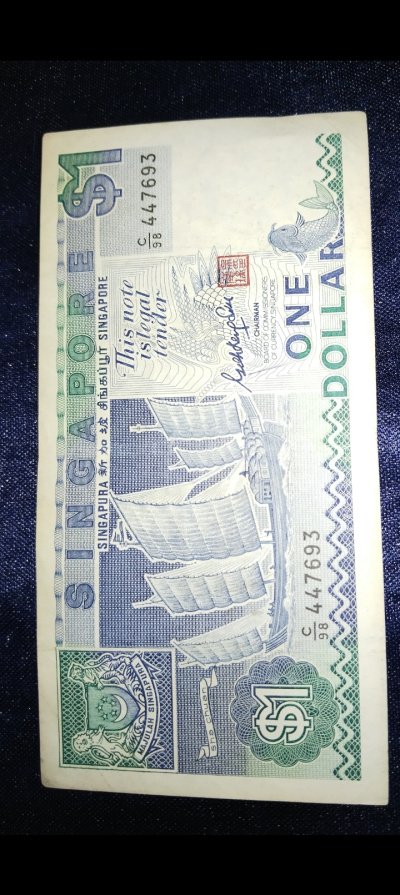 SINGAPORE $1
SINGAPURA 新加坡 சிங்கப்பூர் SINGAPORE
C/98 447693
This note
is legal
tender
CHAIRMAN
BOARD OF COMMISSIONERS
OF CURRENCY, SINGAPORE
ONE
DOLLAR
MAJULAH SINGAPURA
C/98 447693
$1